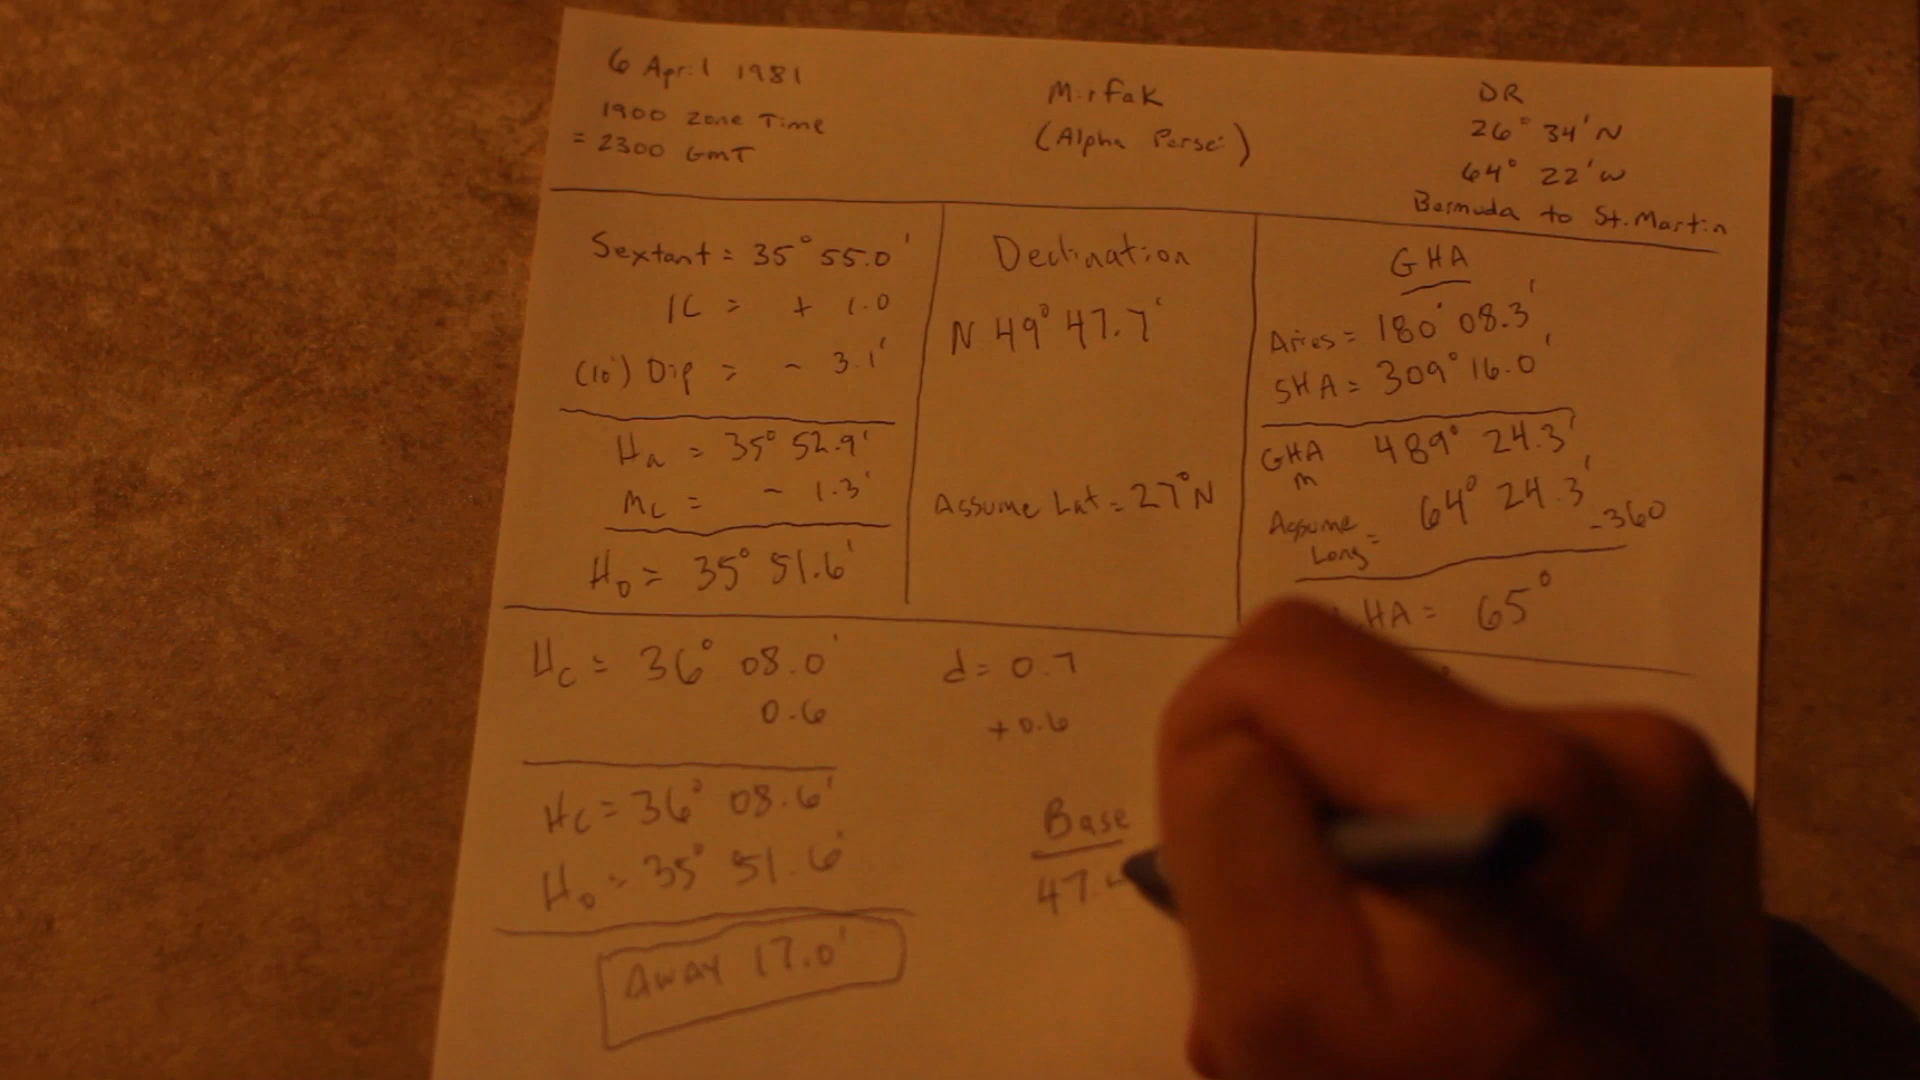 6 April 1981
1900 Zone Time
= 2300 GMT
Mirfak
(Alpha Persei)
DR
26° 34' N
64° 22' W
Bermuda to St. Martin
Sextant = 35° 55.0'
IC = + 1.0
(10') Dip = - 3.1'
Ha = 35° 52.9'
Mc = - 1.3'
Ho = 35° 51.6'
Declination
N 49° 47.7'
Assume Lat = 27° N
GHA
Aries = 180° 08.3'
SHA = 309° 16.0'
GHA 489° 24.3'
m
Assume Long = 64° 24.3'
-360
HA = 65°
Hc = 36° 08.0'
0.6
d = 0.7
+0.6
Hc = 36° 08.6'
Ho = 35° 51.6'
AWAY 17.0'
Base
47.